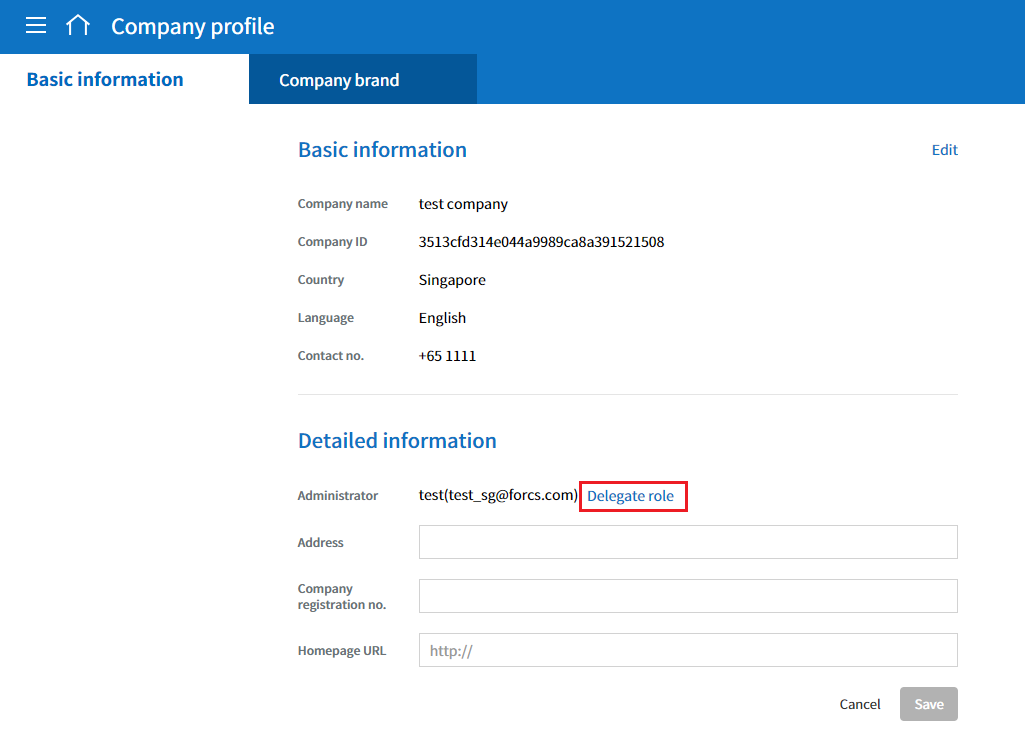 Company profile
Basic information
Company brand
Basic information
Edit
Company name test company
Company ID 3513cfd314e044a9989ca8a391521508
Country Singapore
Language English
Contact no. +65 1111
Detailed information
Administrator test(test_sg@forcs.com) Delegate role
Address
Company
registration no.
Homepage URL http://
Cancel Save